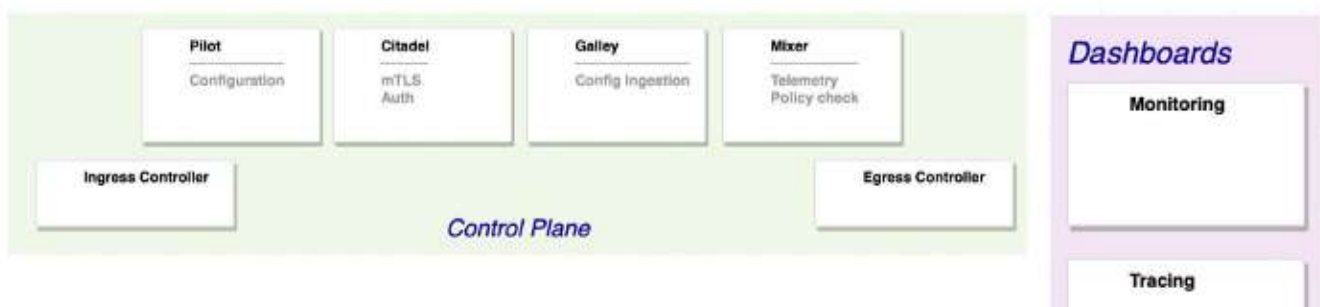 Pilot
Configuration
Citadel
mTLS
Auth
Galley
Config Ingestion
Mixer
Telemetry
Policy check
Ingress Controller
Egress Controller
Control Plane
Dashboards
Monitoring
Tracing